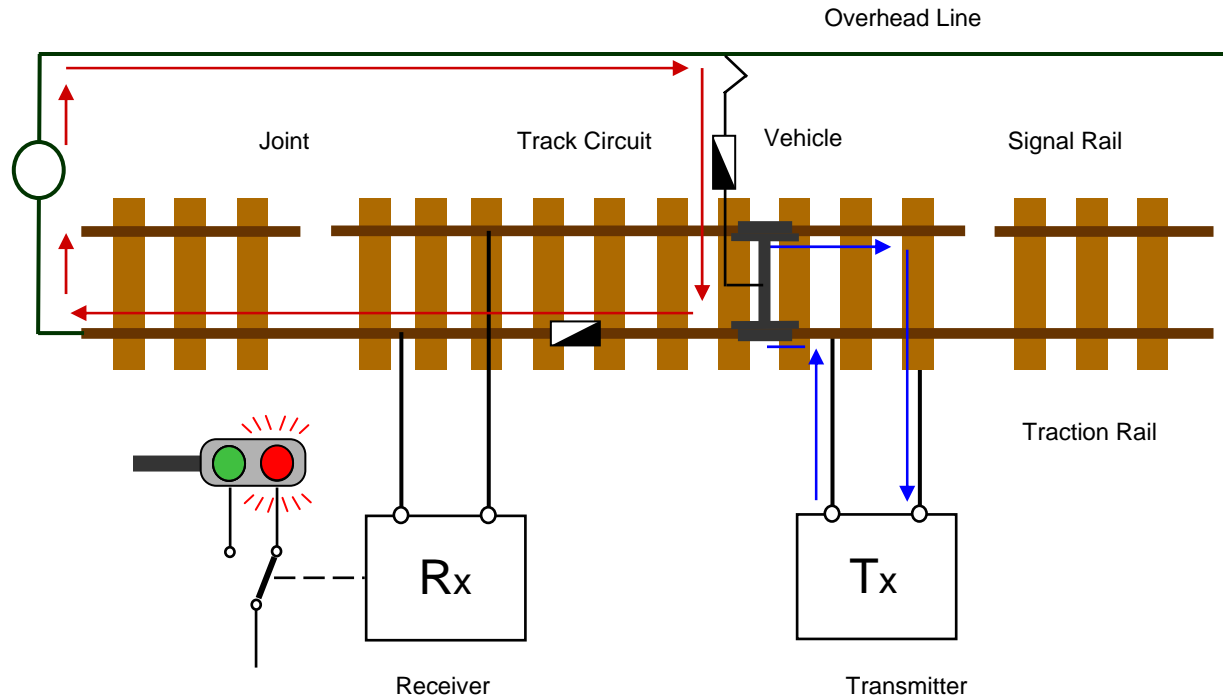 Overhead Line
Joint
Track Circuit
Vehicle
Signal Rail
Traction Rail
Rx
Tx
Receiver
Transmitter